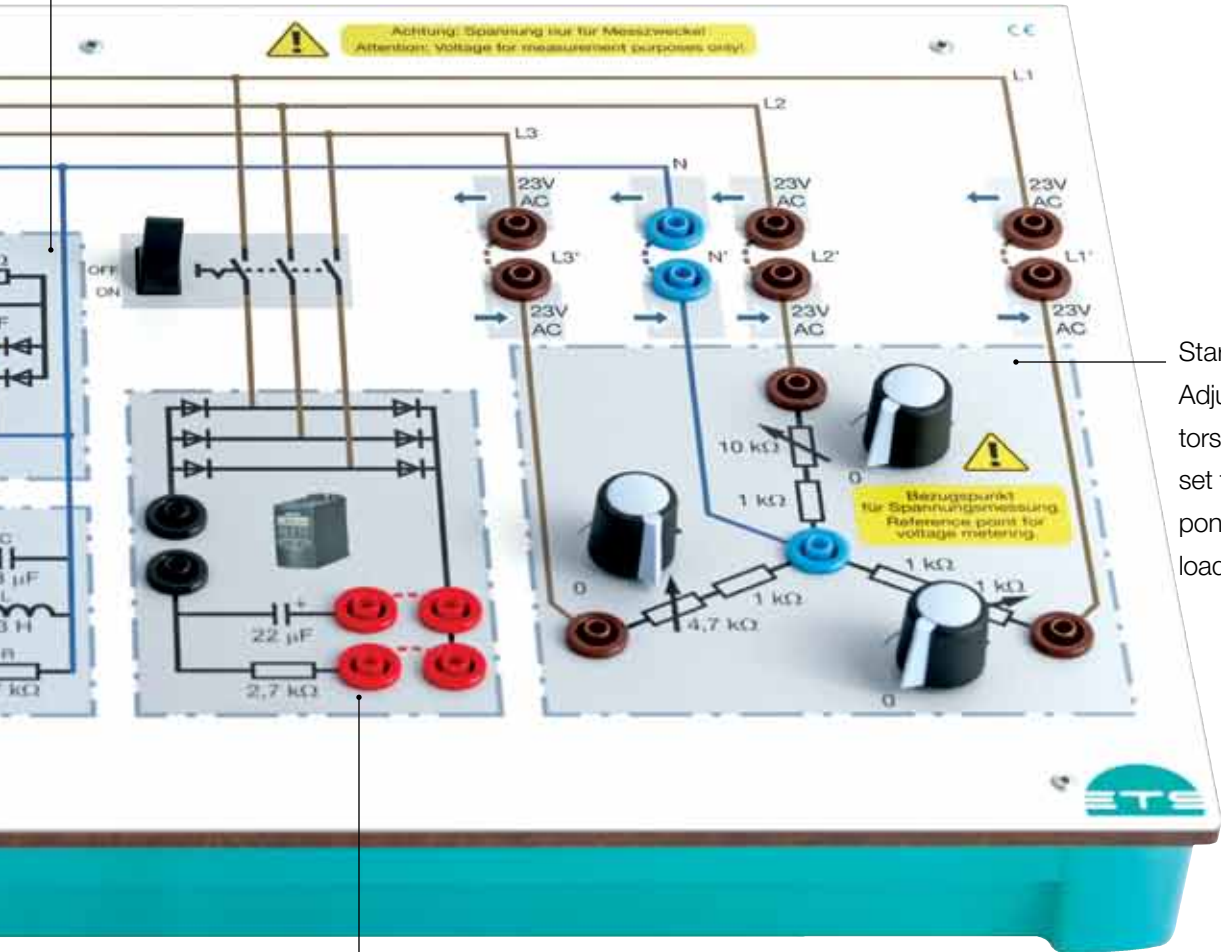 Achtung: Spannung nur für Messzwecke!
Attention: Voltage for measurement purposes only!
CE
L1
L2
L3
N
23V
AC
23V
AC
23V
AC
L3'
N'
L2'
L1'
23V
AC
23V
AC
23V
AC
OFF
ON
Ω
F
10 kΩ
1 kΩ
0
Bezugspunkt
für Spannungsmessung.
Reference point for
voltage metering.
0
1 kΩ
4,7 kΩ
1 kΩ
1 kΩ
0
C
µF
L
H
R
kΩ
+
22 µF
2,7 kΩ
ETS
Star
Adju
tors
set
pon
load